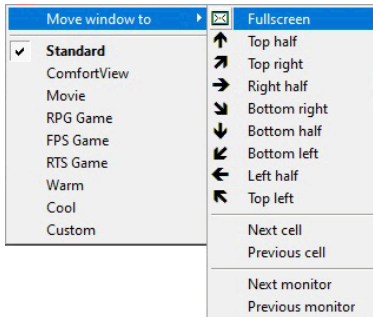 Move window to
Standard
ComfortView
Movie
RPG Game
FPS Game
RTS Game
Warm
Cool
Custom
Fullscreen
Top half
Top right
Right half
Bottom right
Bottom half
Bottom left
Left half
Top left
Next cell
Previous cell
Next monitor
Previous monitor